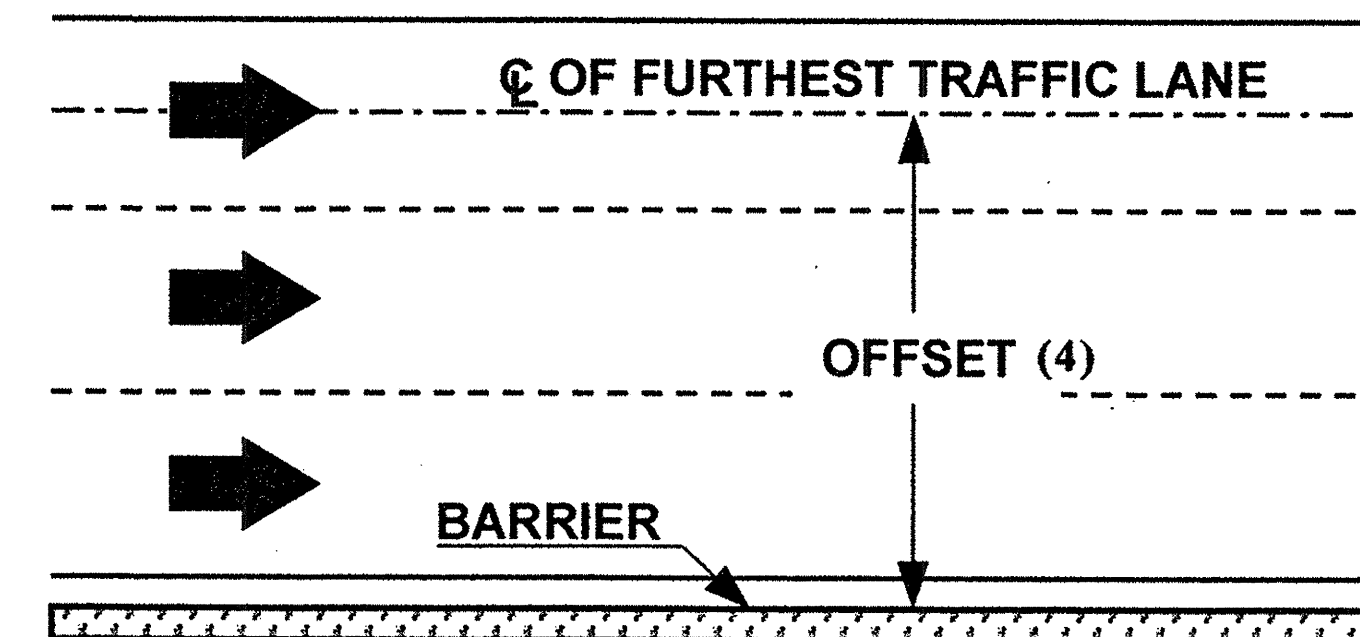 ℄ OF FURTHEST TRAFFIC LANE
OFFSET (4)
BARRIER